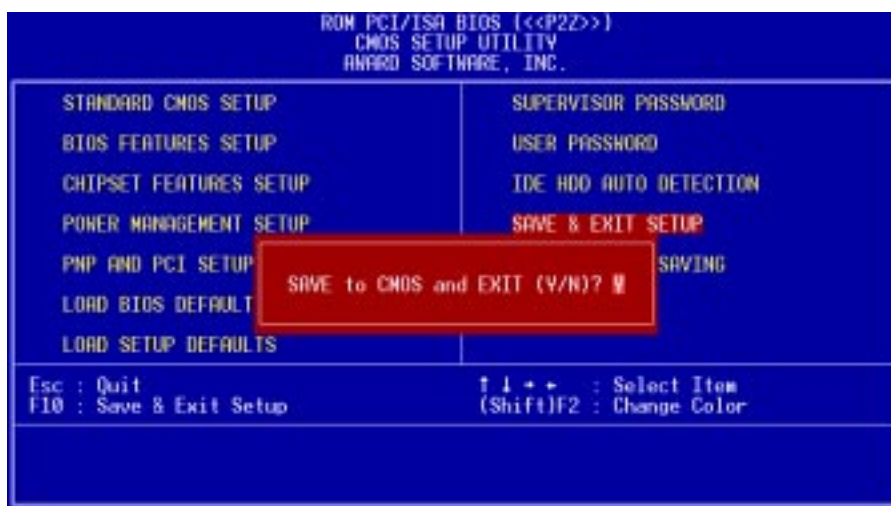 ROM PCI/ISA BIOS (<<P2Z>>)
CMOS SETUP UTILITY
AWARD SOFTWARE, INC.
STANDARD CMOS SETUP
BIOS FEATURES SETUP
CHIPSET FEATURES SETUP
POWER MANAGEMENT SETUP
PNP AND PCI SETUP
LOAD BIOS DEFAULT
LOAD SETUP DEFAULTS
SUPERVISOR PASSWORD
USER PASSWORD
IDE HDD AUTO DETECTION
SAVE & EXIT SETUP
SAVING
SAVE to CMOS and EXIT (Y/N)? Y
Esc : Quit
F10 : Save & Exit Setup
↑ ↓ → ← : Select Item
(Shift)F2 : Change Color